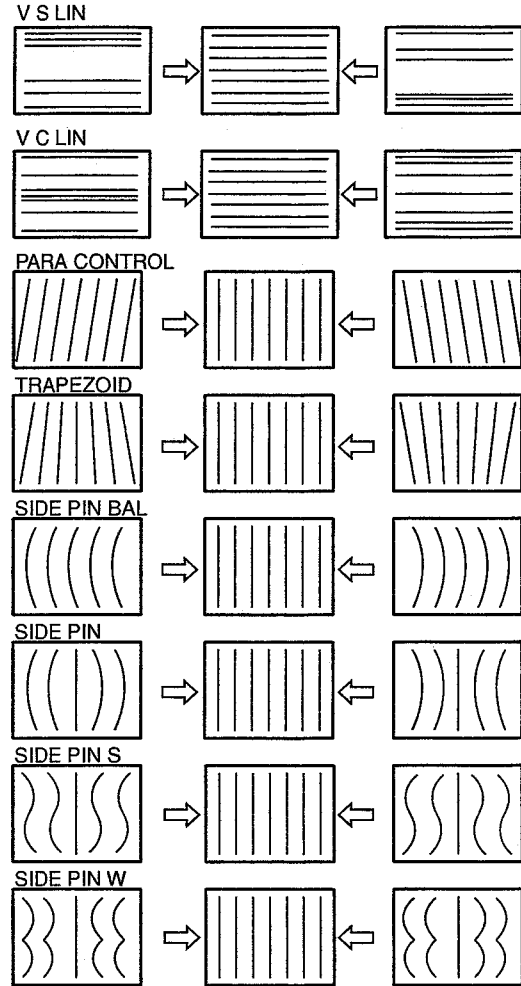 V S LIN
V C LIN
PARA CONTROL
TRAPEZOID
SIDE PIN BAL
SIDE PIN
SIDE PIN S
SIDE PIN W